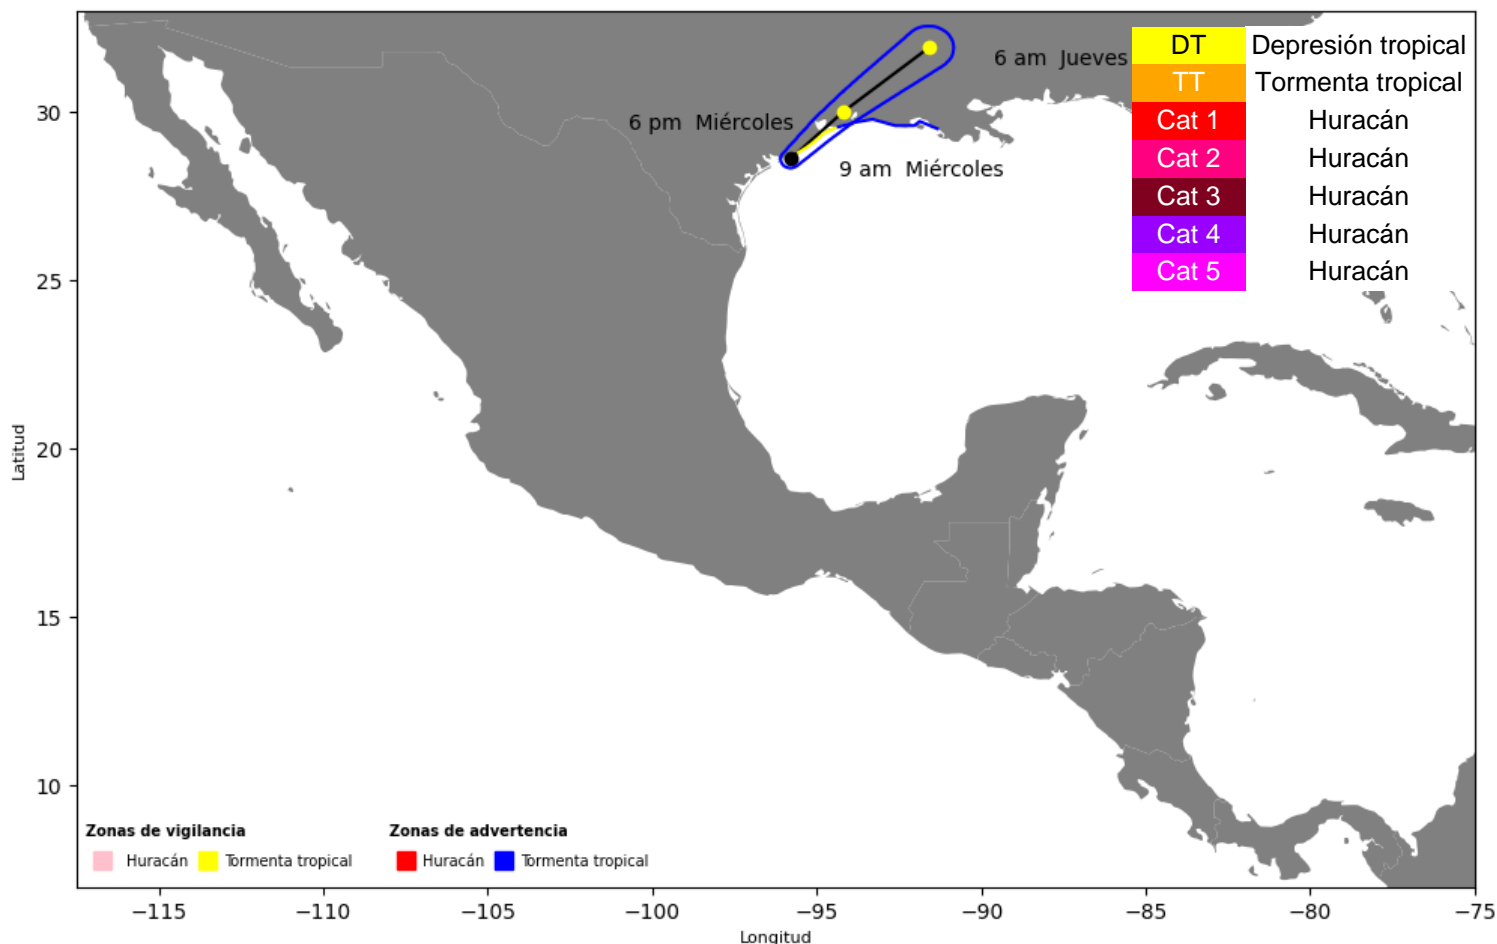 6 am  Jueves
6 pm  Miércoles
9 am  Miércoles
DT Depresión tropical
TT Tormenta tropical
Cat 1 Huracán
Cat 2 Huracán
Cat 3 Huracán
Cat 4 Huracán
Cat 5 Huracán
30
25
20
15
10
Latitud
Zonas de vigilancia
Huracán
Tormenta tropical
Zonas de advertencia
Huracán
Tormenta tropical
−115
−110
−105
−100
−95
−90
−85
−80
−75
Longitud